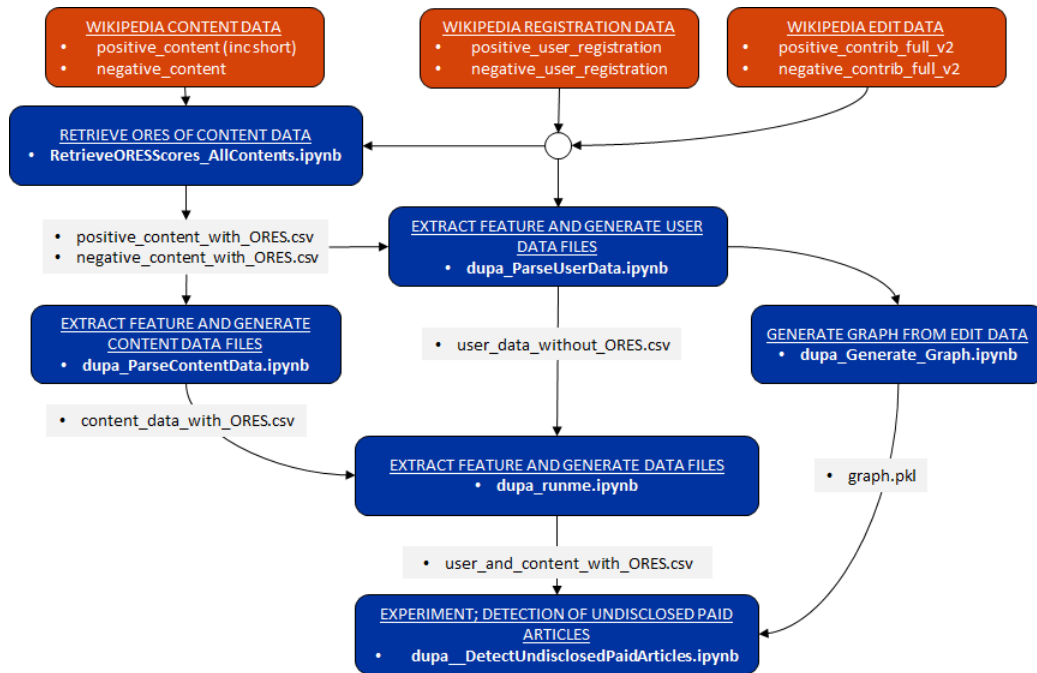 WIKIPEDIA CONTENT DATA
• positive_content (inc short)
• negative_content
WIKIPEDIA REGISTRATION DATA
• positive_user_registration
• negative_user_registration
WIKIPEDIA EDIT DATA
• positive_contrib_full_v2
• negative_contrib_full_v2
RETRIEVE ORES OF CONTENT DATA
• RetrieveORESScores_AllContents.ipynb
• positive_content_with_ORES.csv
• negative_content_with_ORES.csv
EXTRACT FEATURE AND GENERATE USER
DATA FILES
• dupa_ParseUserData.ipynb
EXTRACT FEATURE AND GENERATE
CONTENT DATA FILES
• dupa_ParseContentData.ipynb
• user_data_without_ORES.csv
GENERATE GRAPH FROM EDIT DATA
• dupa_Generate_Graph.ipynb
• content_data_with_ORES.csv
EXTRACT FEATURE AND GENERATE DATA FILES
• dupa_runme.ipynb
• graph.pkl
• user_and_content_with_ORES.csv
EXPERIMENT; DETECTION OF UNDISCLOSED PAID
ARTICLES
• dupa__DetectUndisclosedPaidArticles.ipynb